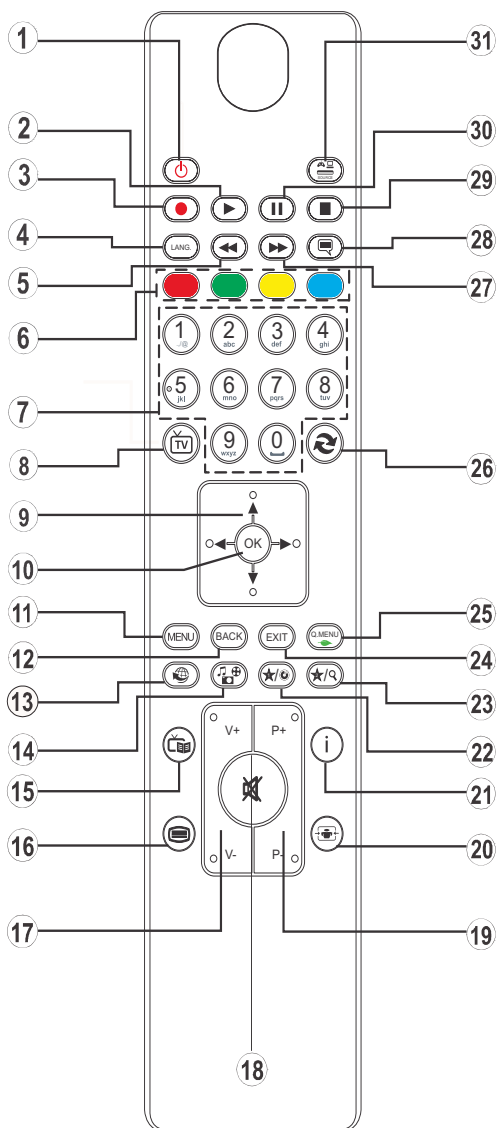 1
31
2
30
3
SOURCE
29
4
LANG.
28
5
27
6
1 2 3 4
../@ abc def ghi
7
5 6 7 8
jkl mno pqrs tuv
8
TV
9 0
wxyz
26
9
OK
10
11
MENU BACK EXIT Q.MENU
25
12
24
13
23
14
22
V+ P+
i
15
21
16
20
V- P-
17
19
18